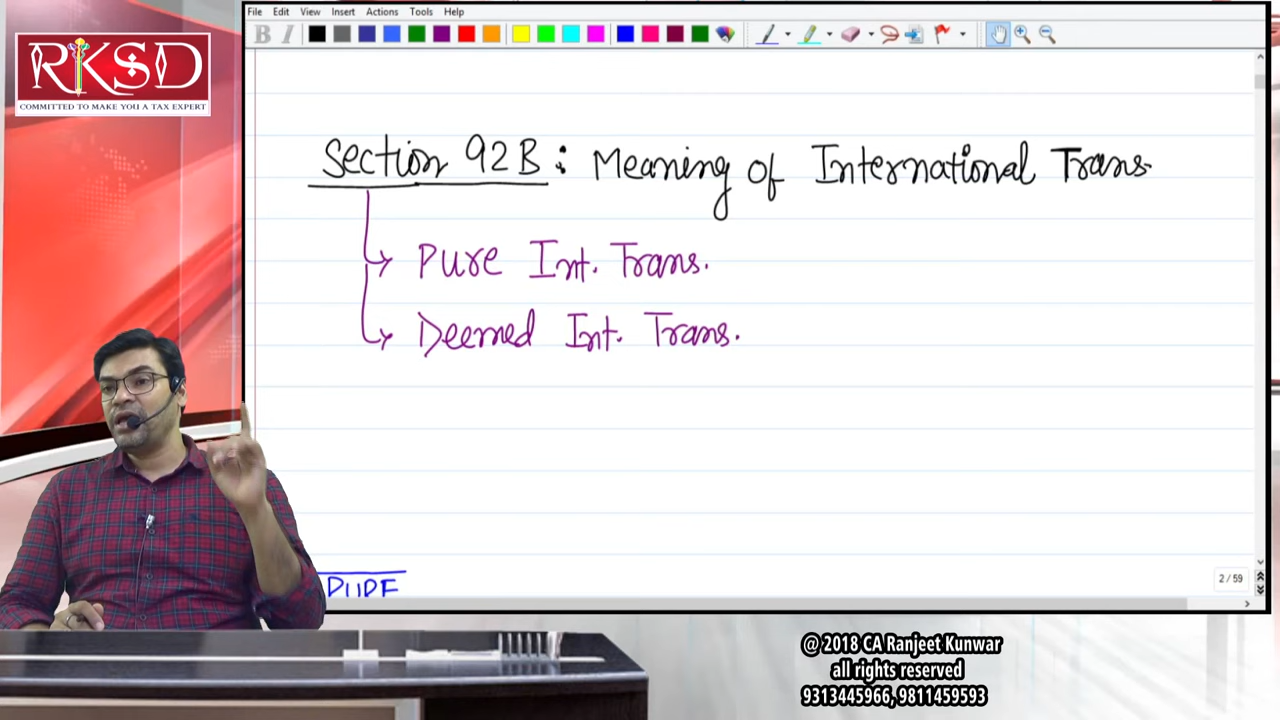 File Edit View Insert Actions Tools Help
B I
RKSD
COMMITTED TO MAKE YOU A TAX EXPERT
Section 92B : Meaning of International Trans.
Pure Int. Trans.
Deemed Int. Trans.
2 / 59
@ 2018 CA Ranjeet Kunwar
all rights reserved
9313445966, 9811459593